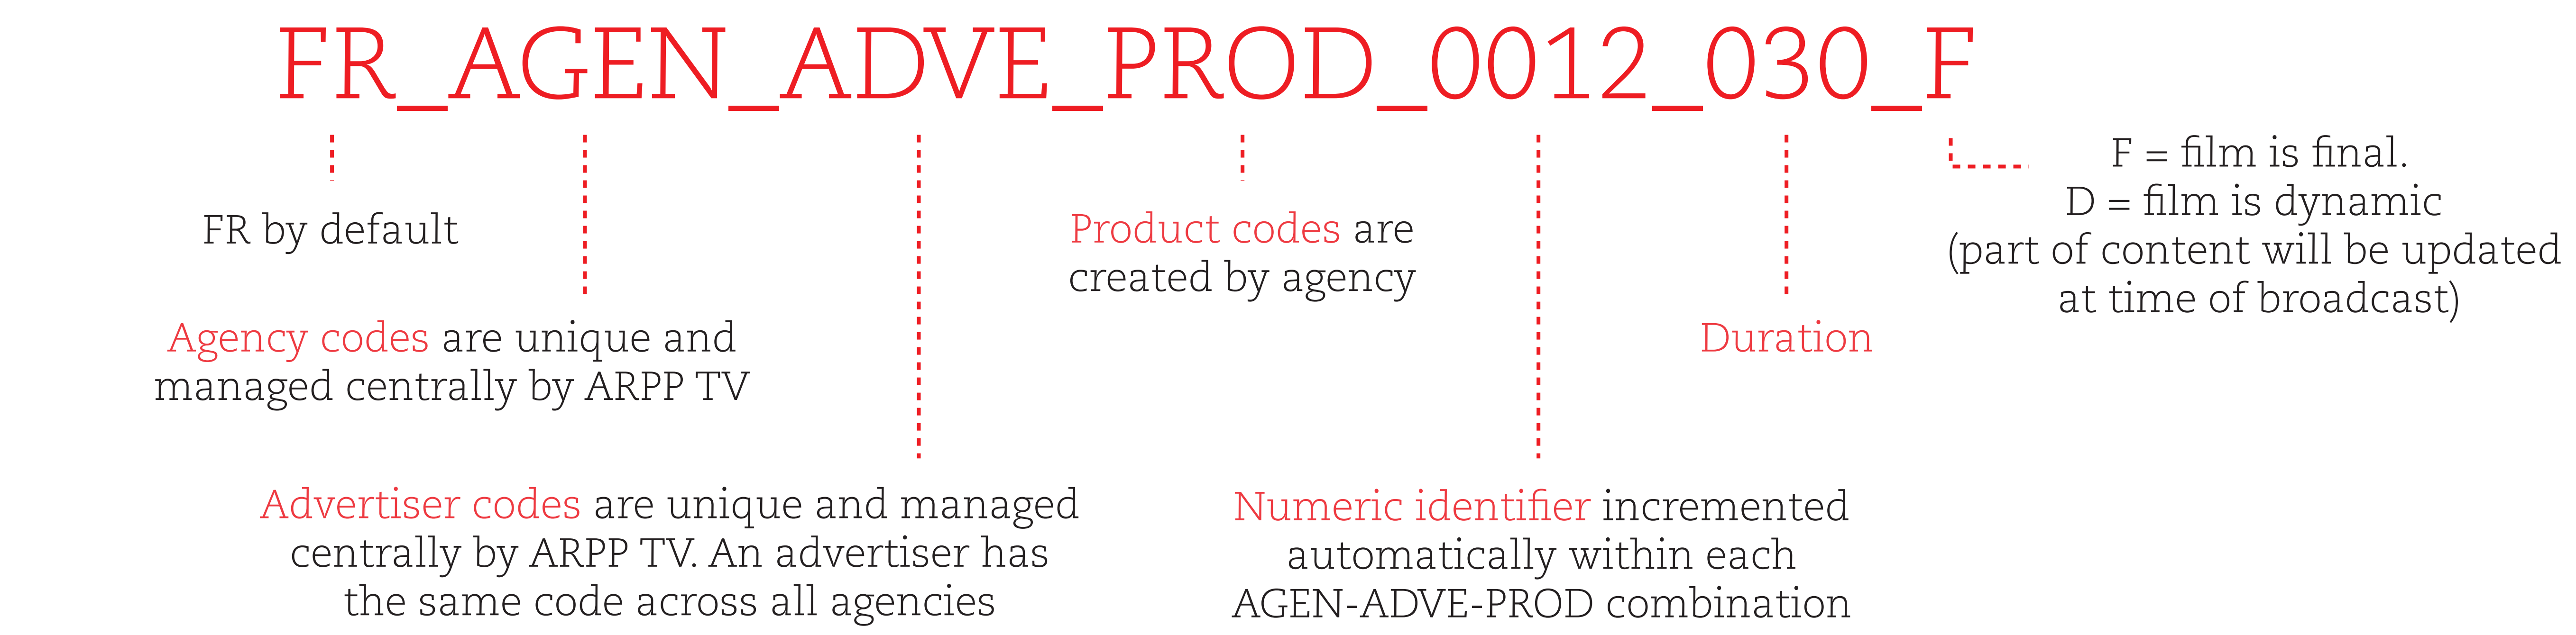 FR_AGEN_ADVE_PROD_0012_030_F
FR by default
Agency codes are unique and
managed centrally by ARPP TV
Advertiser codes are unique and managed
centrally by ARPP TV. An advertiser has
the same code across all agencies
Product codes are
created by agency
Numeric identifier incremented
automatically within each
AGEN-ADVE-PROD combination
Duration
F = film is final.
D = film is dynamic
(part of content will be updated
at time of broadcast)